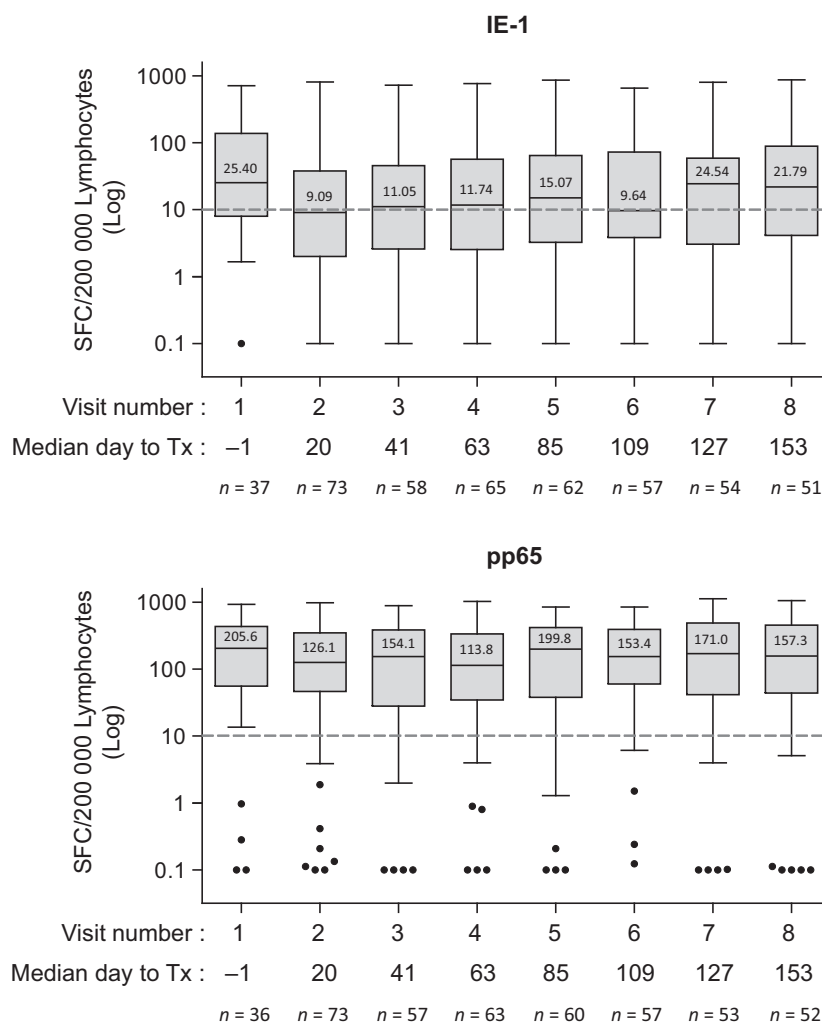 IE-1
SFC/200 000 Lymphocytes
(Log)
1000
100
10
1
0.1
25.40 9.09 11.05 11.74 15.07 9.64 24.54 21.79
Visit number : 1 2 3 4 5 6 7 8
Median day to Tx : –1 20 41 63 85 109 127 153
n = 37 n = 73 n = 58 n = 65 n = 62 n = 57 n = 54 n = 51
pp65
SFC/200 000 Lymphocytes
(Log)
1000
100
10
1
0.1
205.6 126.1 154.1 113.8 199.8 153.4 171.0 157.3
Visit number : 1 2 3 4 5 6 7 8
Median day to Tx : –1 20 41 63 85 109 127 153
n = 36 n = 73 n = 57 n = 63 n = 60 n = 57 n = 53 n = 52